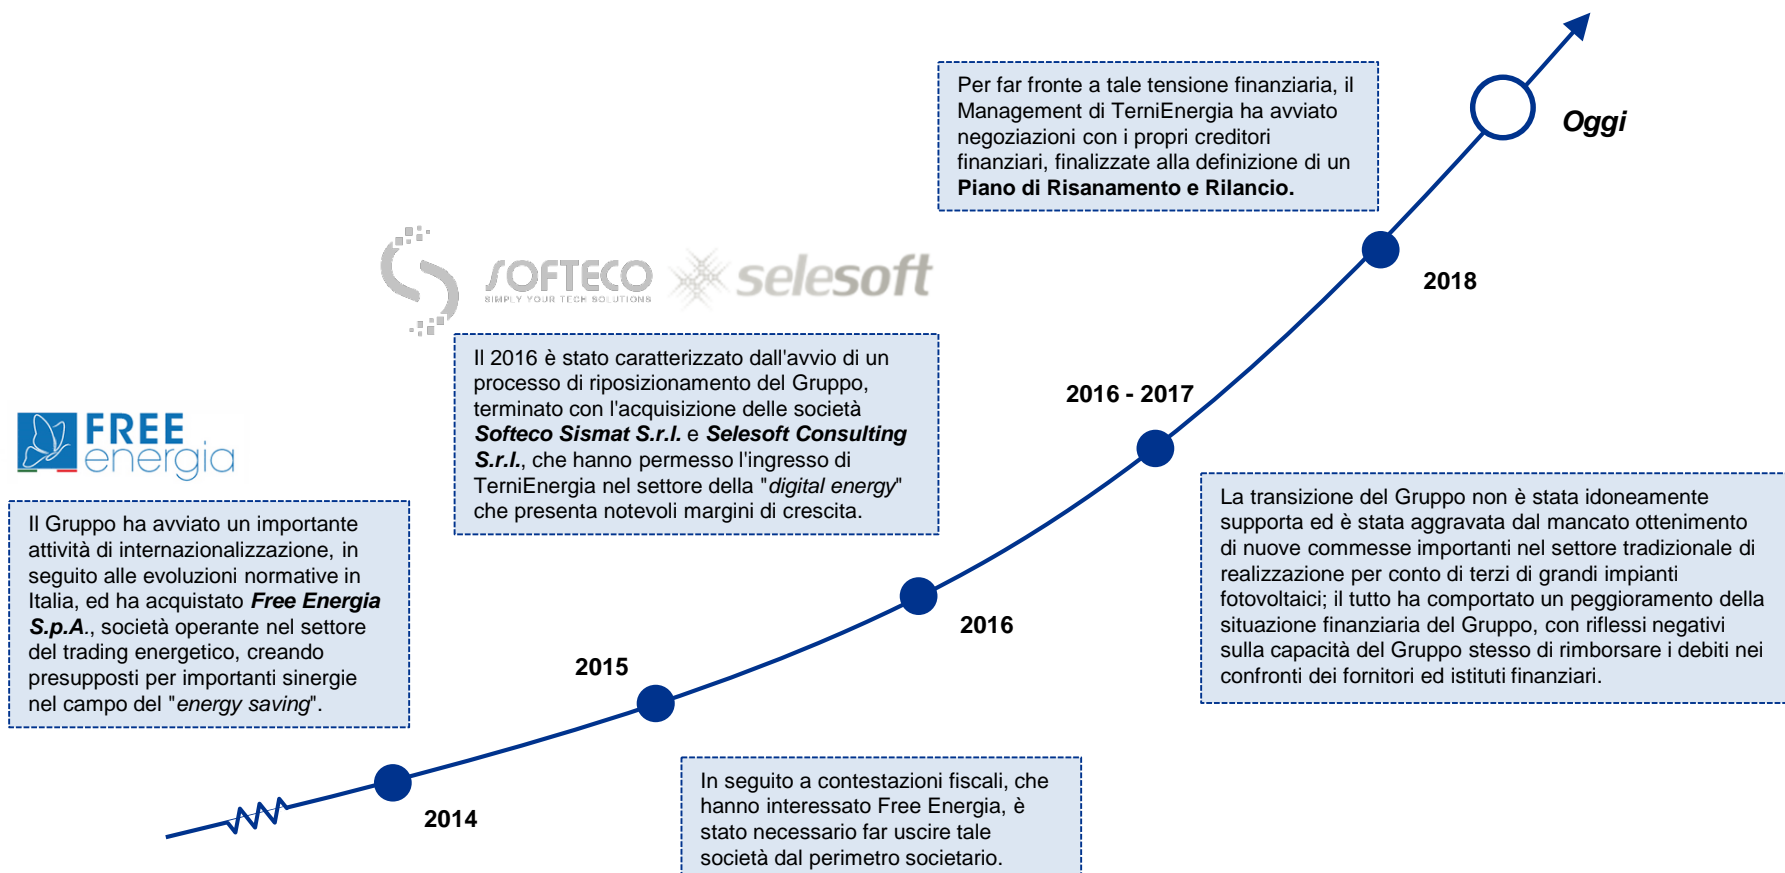 Per far fronte a tale tensione finanziaria, il
Management di TerniEnergia ha avviato
negoziazioni con i propri creditori
finanziari, finalizzate alla definizione di un
Piano di Risanamento e Rilancio.
Oggi
2018
SOFTECO
SIMPLY YOUR TECH SOLUTIONS
selesoft
Il 2016 è stato caratterizzato dall'avvio di un
processo di riposizionamento del Gruppo,
terminato con l'acquisizione delle società
Softeco Sismat S.r.l. e Selesoft Consulting
S.r.l., che hanno permesso l'ingresso di
TerniEnergia nel settore della "digital energy"
che presenta notevoli margini di crescita.
2016 - 2017
FREE
energia
Il Gruppo ha avviato un importante
attività di internazionalizzazione, in
seguito alle evoluzioni normative in
Italia, ed ha acquistato Free Energia
S.p.A., società operante nel settore
del trading energetico, creando
presupposti per importanti sinergie
nel campo del "energy saving".
La transizione del Gruppo non è stata idoneamente
supporta ed è stata aggravata dal mancato ottenimento
di nuove commesse importanti nel settore tradizionale di
realizzazione per conto di terzi di grandi impianti
fotovoltaici; il tutto ha comportato un peggioramento della
situazione finanziaria del Gruppo, con riflessi negativi
sulla capacità del Gruppo stesso di rimborsare i debiti nei
confronti dei fornitori ed istituti finanziari.
2016
2015
2014
In seguito a contestazioni fiscali, che
hanno interessato Free Energia, è
stato necessario far uscire tale
società dal perimetro societario.